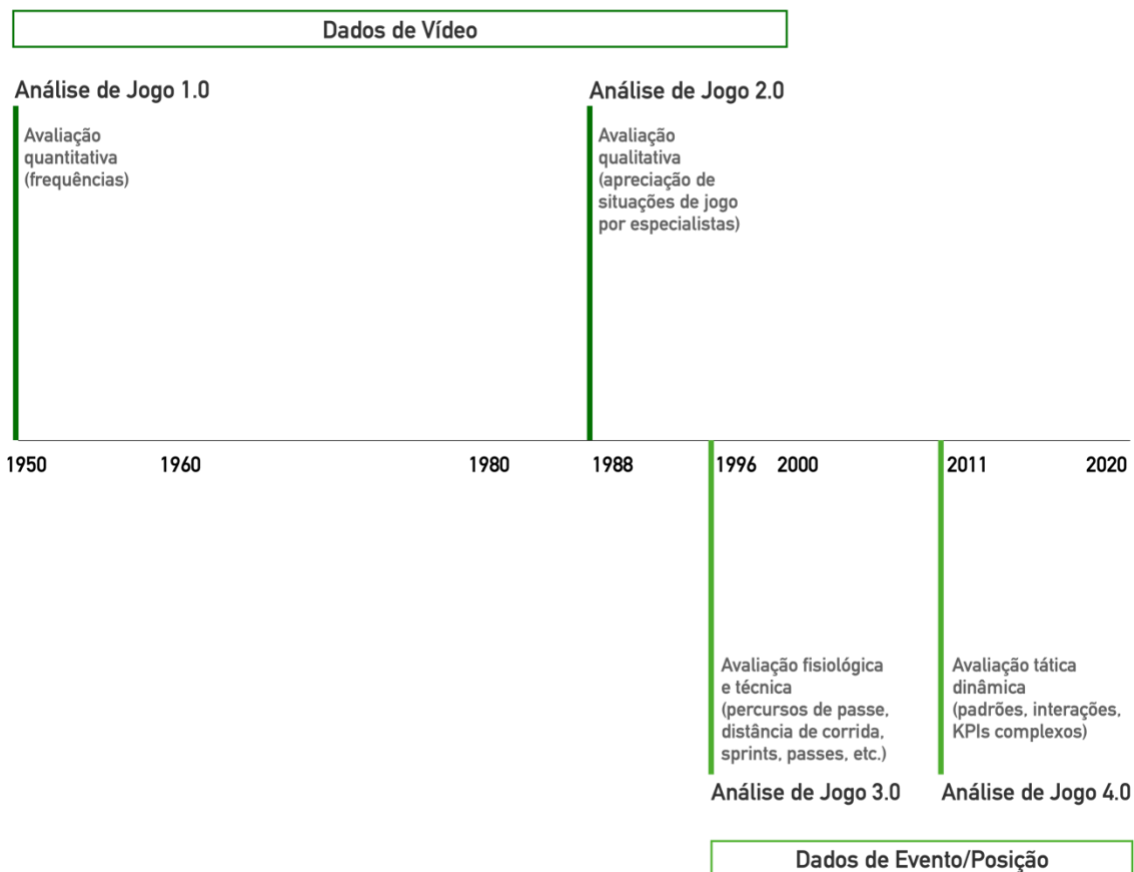 Dados de Vídeo
Análise de Jogo 1.0
Avaliação
quantitativa
(frequências)
Análise de Jogo 2.0
Avaliação
qualitativa
(apreciação de
situações de jogo
por especialistas)
1950
1960
1980
1988
1996
2000
2011
2020
Avaliação fisiológica
e técnica
(percursos de passe,
distância de corrida,
sprints, passes, etc.)
Análise de Jogo 3.0
Avaliação tática
dinâmica
(padrões, interações,
KPIs complexos)
Análise de Jogo 4.0
Dados de Evento/Posição